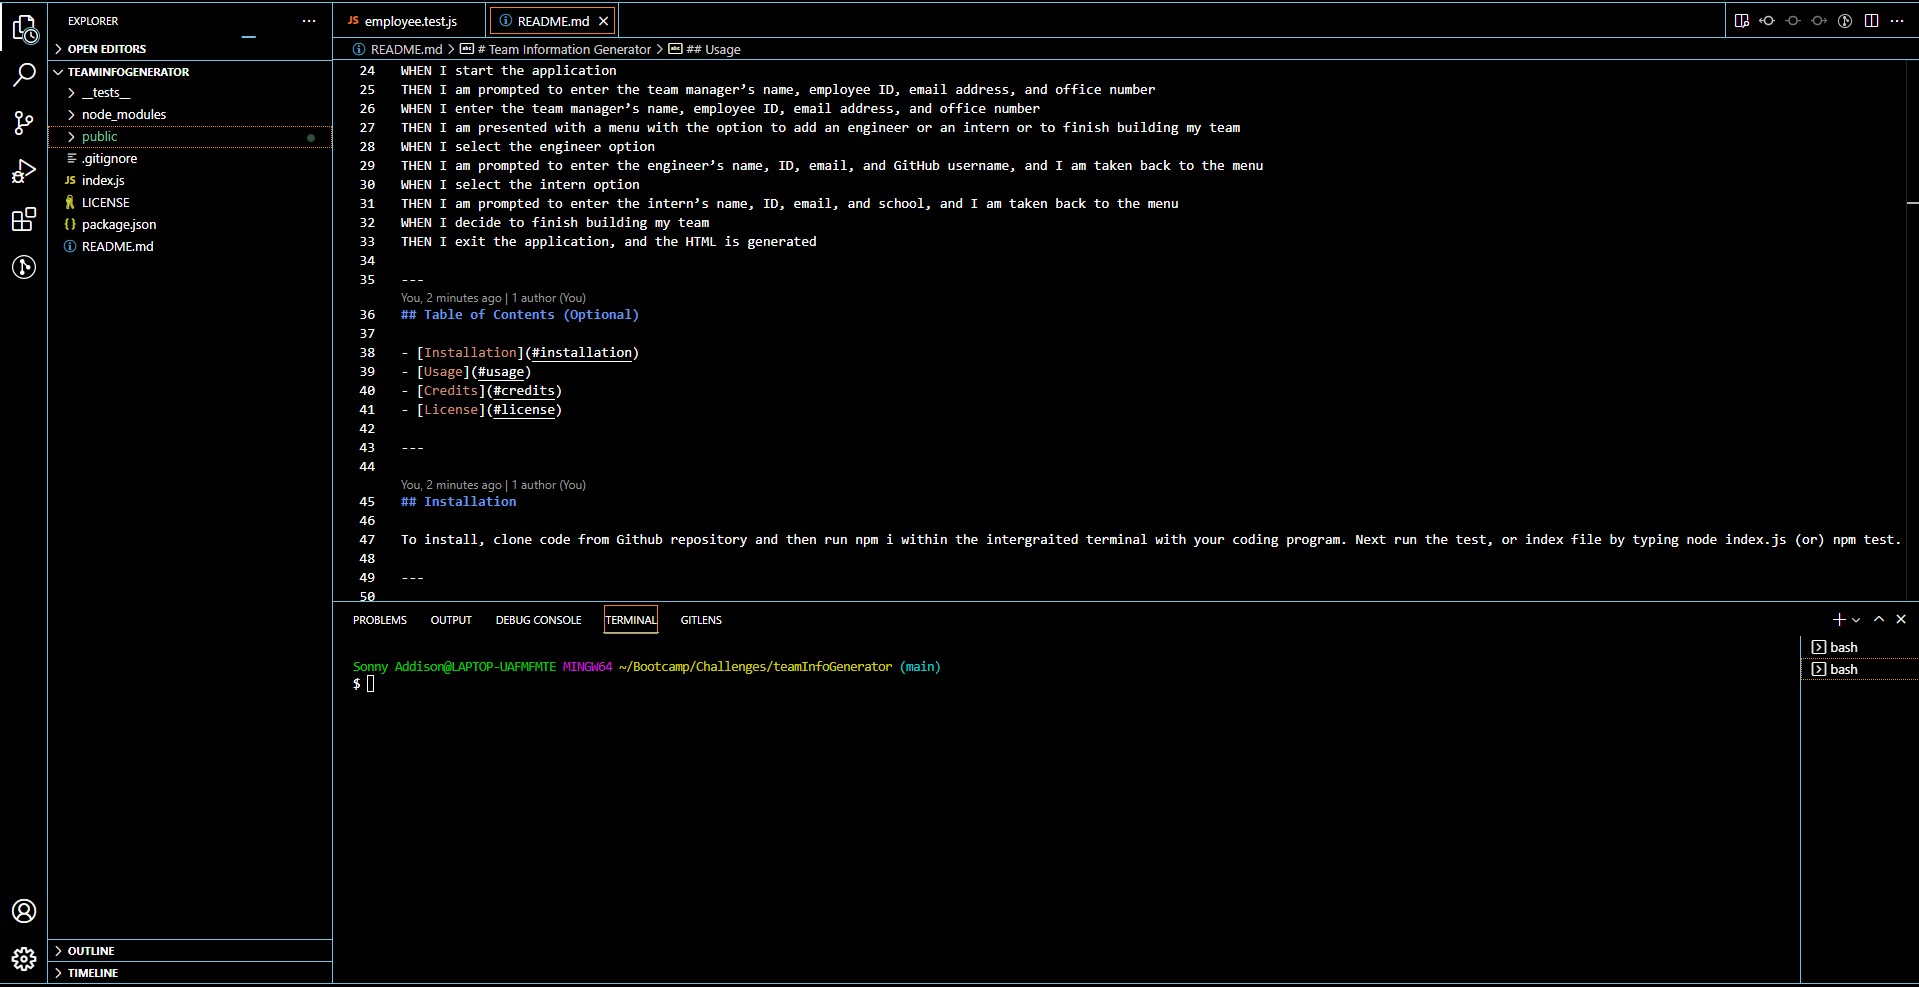 EXPLORER
OPEN EDITORS
TEAMINFOGENERATOR
__tests__
node_modules
public
.gitignore
JS index.js
LICENSE
{} package.json
README.md
OUTLINE
TIMELINE
JS employee.test.js
README.md
README.md > # Team Information Generator > ## Usage
24 WHEN I start the application
25 THEN I am prompted to enter the team manager’s name, employee ID, email address, and office number
26 WHEN I enter the team manager’s name, employee ID, email address, and office number
27 THEN I am presented with a menu with the option to add an engineer or an intern or to finish building my team
28 WHEN I select the engineer option
29 THEN I am prompted to enter the engineer’s name, ID, email, and GitHub username, and I am taken back to the menu
30 WHEN I select the intern option
31 THEN I am prompted to enter the intern’s name, ID, email, and school, and I am taken back to the menu
32 WHEN I decide to finish building my team
33 THEN I exit the application, and the HTML is generated
34
35 ---
You, 2 minutes ago | 1 author (You)
36 ## Table of Contents (Optional)
37
38 - [Installation](#installation)
39 - [Usage](#usage)
40 - [Credits](#credits)
41 - [License](#license)
42
43 ---
44
You, 2 minutes ago | 1 author (You)
45 ## Installation
46
47 To install, clone code from Github repository and then run npm i within the intergraited terminal with your coding program. Next run the test, or index file by typing node index.js (or) npm test.
48
49 ---
50
PROBLEMS OUTPUT DEBUG CONSOLE TERMINAL GITLENS
Sonny Addison@LAPTOP-UAFMFMTE MINGW64 ~/Bootcamp/Challenges/teamInfoGenerator (main)
$
bash
bash